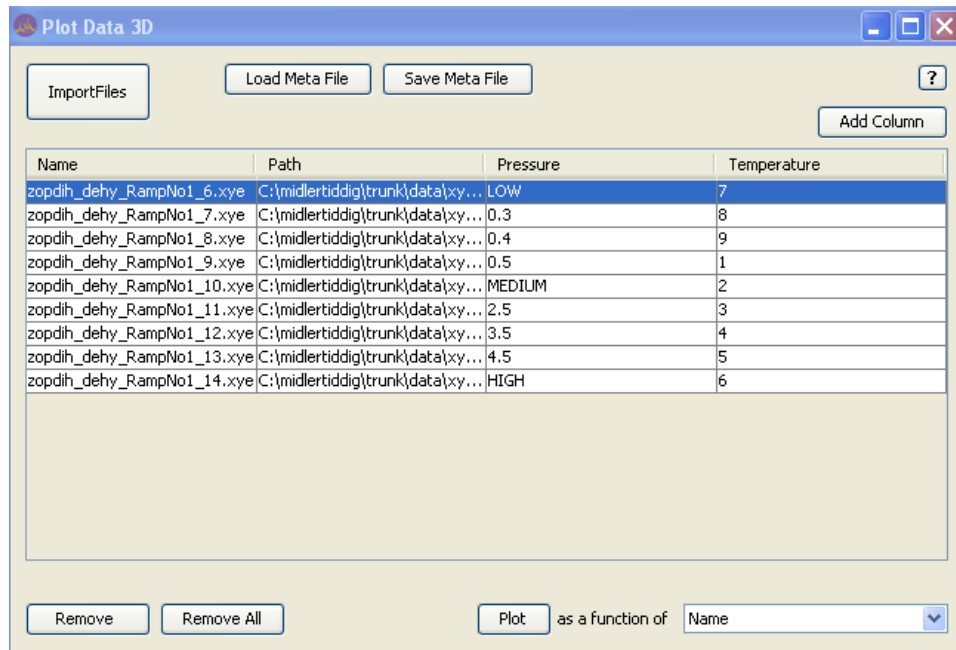 Plot Data 3D
ImportFiles Load Meta File Save Meta File ?
Add Column
Name Path Pressure Temperature
zopdih_dehy_RampNo1_6.xye C:\midlertiddig\trunk\data\xy... LOW 7
zopdih_dehy_RampNo1_7.xye C:\midlertiddig\trunk\data\xy... 0.3 8
zopdih_dehy_RampNo1_8.xye C:\midlertiddig\trunk\data\xy... 0.4 9
zopdih_dehy_RampNo1_9.xye C:\midlertiddig\trunk\data\xy... 0.5 1
zopdih_dehy_RampNo1_10.xye C:\midlertiddig\trunk\data\xy... MEDIUM 2
zopdih_dehy_RampNo1_11.xye C:\midlertiddig\trunk\data\xy... 2.5 3
zopdih_dehy_RampNo1_12.xye C:\midlertiddig\trunk\data\xy... 3.5 4
zopdih_dehy_RampNo1_13.xye C:\midlertiddig\trunk\data\xy... 4.5 5
zopdih_dehy_RampNo1_14.xye C:\midlertiddig\trunk\data\xy... HIGH 6
Remove Remove All Plot as a function of Name